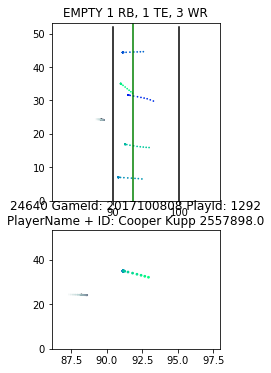 EMPTY 1 RB, 1 TE, 3 WR
50
40
30
20
10
0
90
100
24640 GameId: 2017100808 PlayId: 1292
PlayerName + ID: Cooper Kupp 2557898.0
40
20
0
87.5 90.0 92.5 95.0 97.5